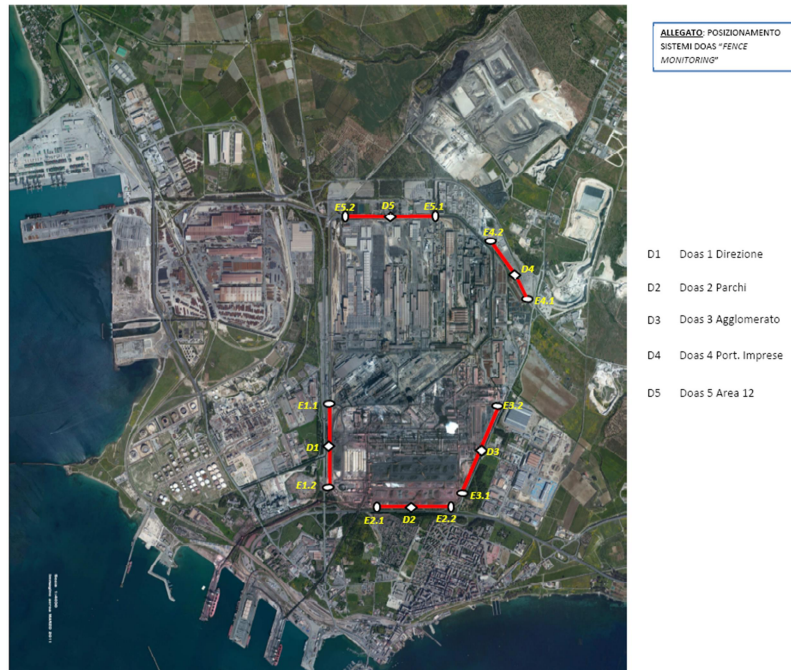 ALLEGATO: POSIZIONAMENTO
SISTEMI DOAS "FENCE
MONITORING"
E5.2
D5
E5.1
E4.2
D4
E4.1
D1 Doas 1 Direzione
D2 Doas 2 Parchi
D3 Doas 3 Agglomerato
D4 Doas 4 Port. Imprese
D5 Doas 5 Area 12
E1.1
E3.2
D1
D3
E1.2
E3.1
E2.1
D2
E2.2